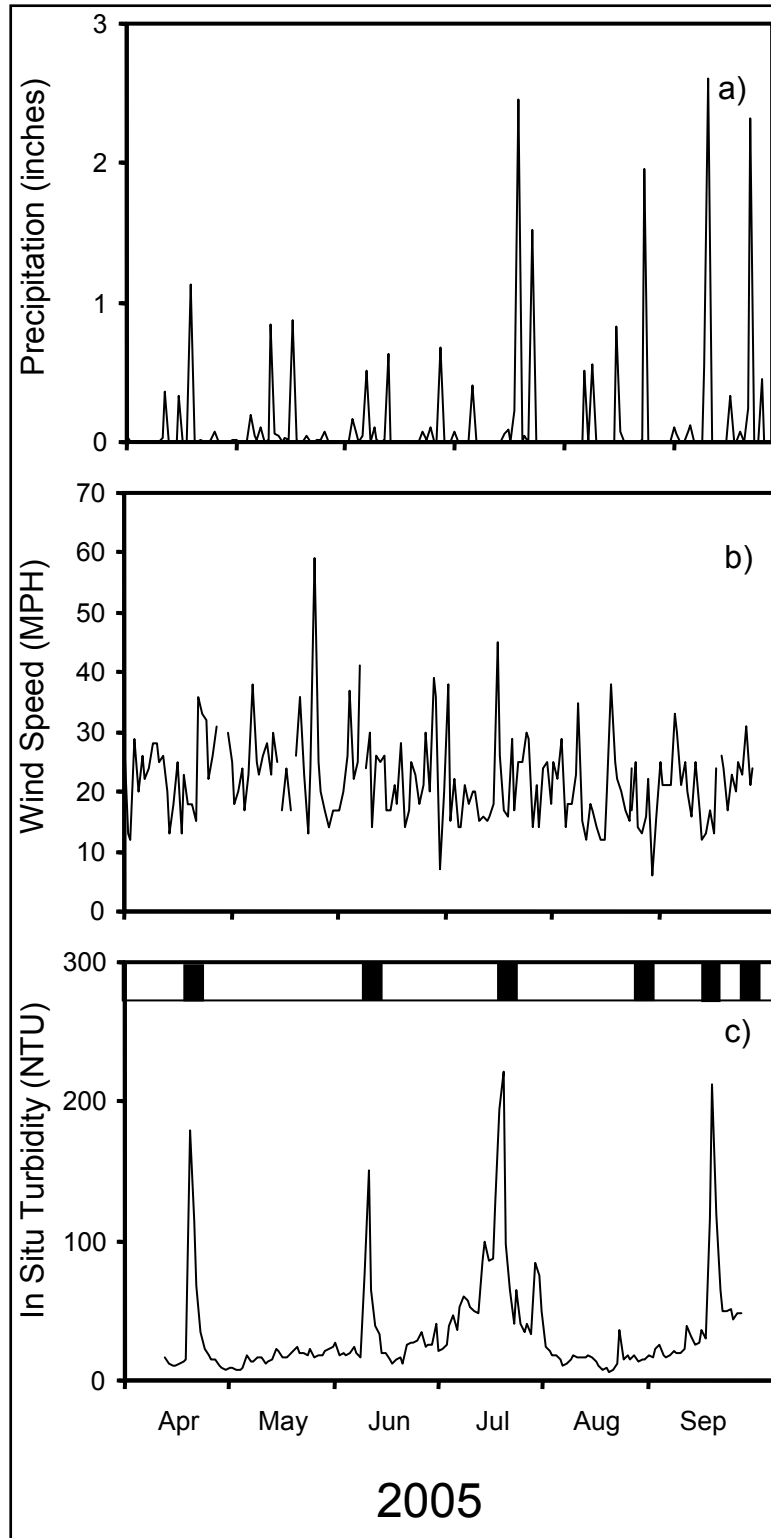 Precipitation (inches)
3
2
1
0
a)
Wind Speed (MPH)
70
60
50
40
30
20
10
0
b)
In Situ Turbidity (NTU)
300
200
100
0
c)
Apr May Jun Jul Aug Sep
2005